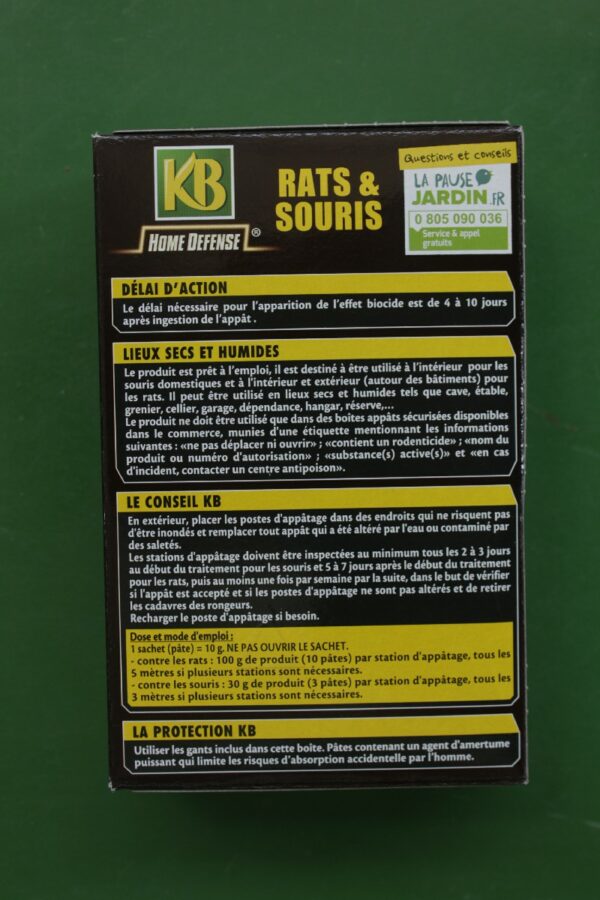 KB
HOME DEFENSE®
RATS &
SOURIS
Questions et conseils
LA PAUSE
JARDIN.FR
0 805 090 036
Service & appel
gratuits
DÉLAI D'ACTION
Le délai nécessaire pour l'apparition de l'effet biocide est de 4 à 10 jours
après ingestion de l'appât .
LIEUX SECS ET HUMIDES
Le produit est prêt à l'emploi, il est destiné à être utilisé à l'intérieur pour les
souris domestiques et à l'intérieur et extérieur (autour des bâtiments) pour
les rats. Il peut être utilisé en lieux secs et humides tels que cave, étable,
grenier, cellier, garage, dépendance, hangar, réserve,...
Le produit ne doit être utilisé que dans des boites appâts sécurisées disponibles
dans le commerce, munies d'une étiquette mentionnant les informations
suivantes : «ne pas déplacer ni ouvrir» ; «contient un rodenticide» ; «nom du
produit ou numéro d'autorisation» ; «substance(s) active(s)» et «en cas
d'incident, contacter un centre antipoison».
LE CONSEIL KB
En extérieur, placer les postes d'appâtage dans des endroits qui ne risquent pas
d'être inondés et remplacer tout appât qui a été altéré par l'eau ou contaminé par
des saletés.
Les stations d'appâtage doivent être inspectées au minimum tous les 2 à 3 jours
au début du traitement pour les souris et 5 à 7 jours après le début du traitement
pour les rats, puis au moins une fois par semaine par la suite, dans le but de vérifier
si l'appât est accepté et si les postes d'appâtage ne sont pas altérés et de retirer
les cadavres des rongeurs.
Recharger le poste d'appâtage si besoin.
Dose et mode d'emploi :
1 sachet (pâte) = 10 g. NE PAS OUVRIR LE SACHET.
- contre les rats : 100 g de produit (10 pâtes) par station d'appâtage, tous les
5 mètres si plusieurs stations sont nécessaires.
- contre les souris : 30 g de produit (3 pâtes) par station d'appâtage, tous les
3 mètres si plusieurs stations sont nécessaires.
LA PROTECTION KB
Utiliser les gants inclus dans cette boite. Pâtes contenant un agent d'amertume
puissant qui limite les risques d'absorption accidentelle par l'homme.